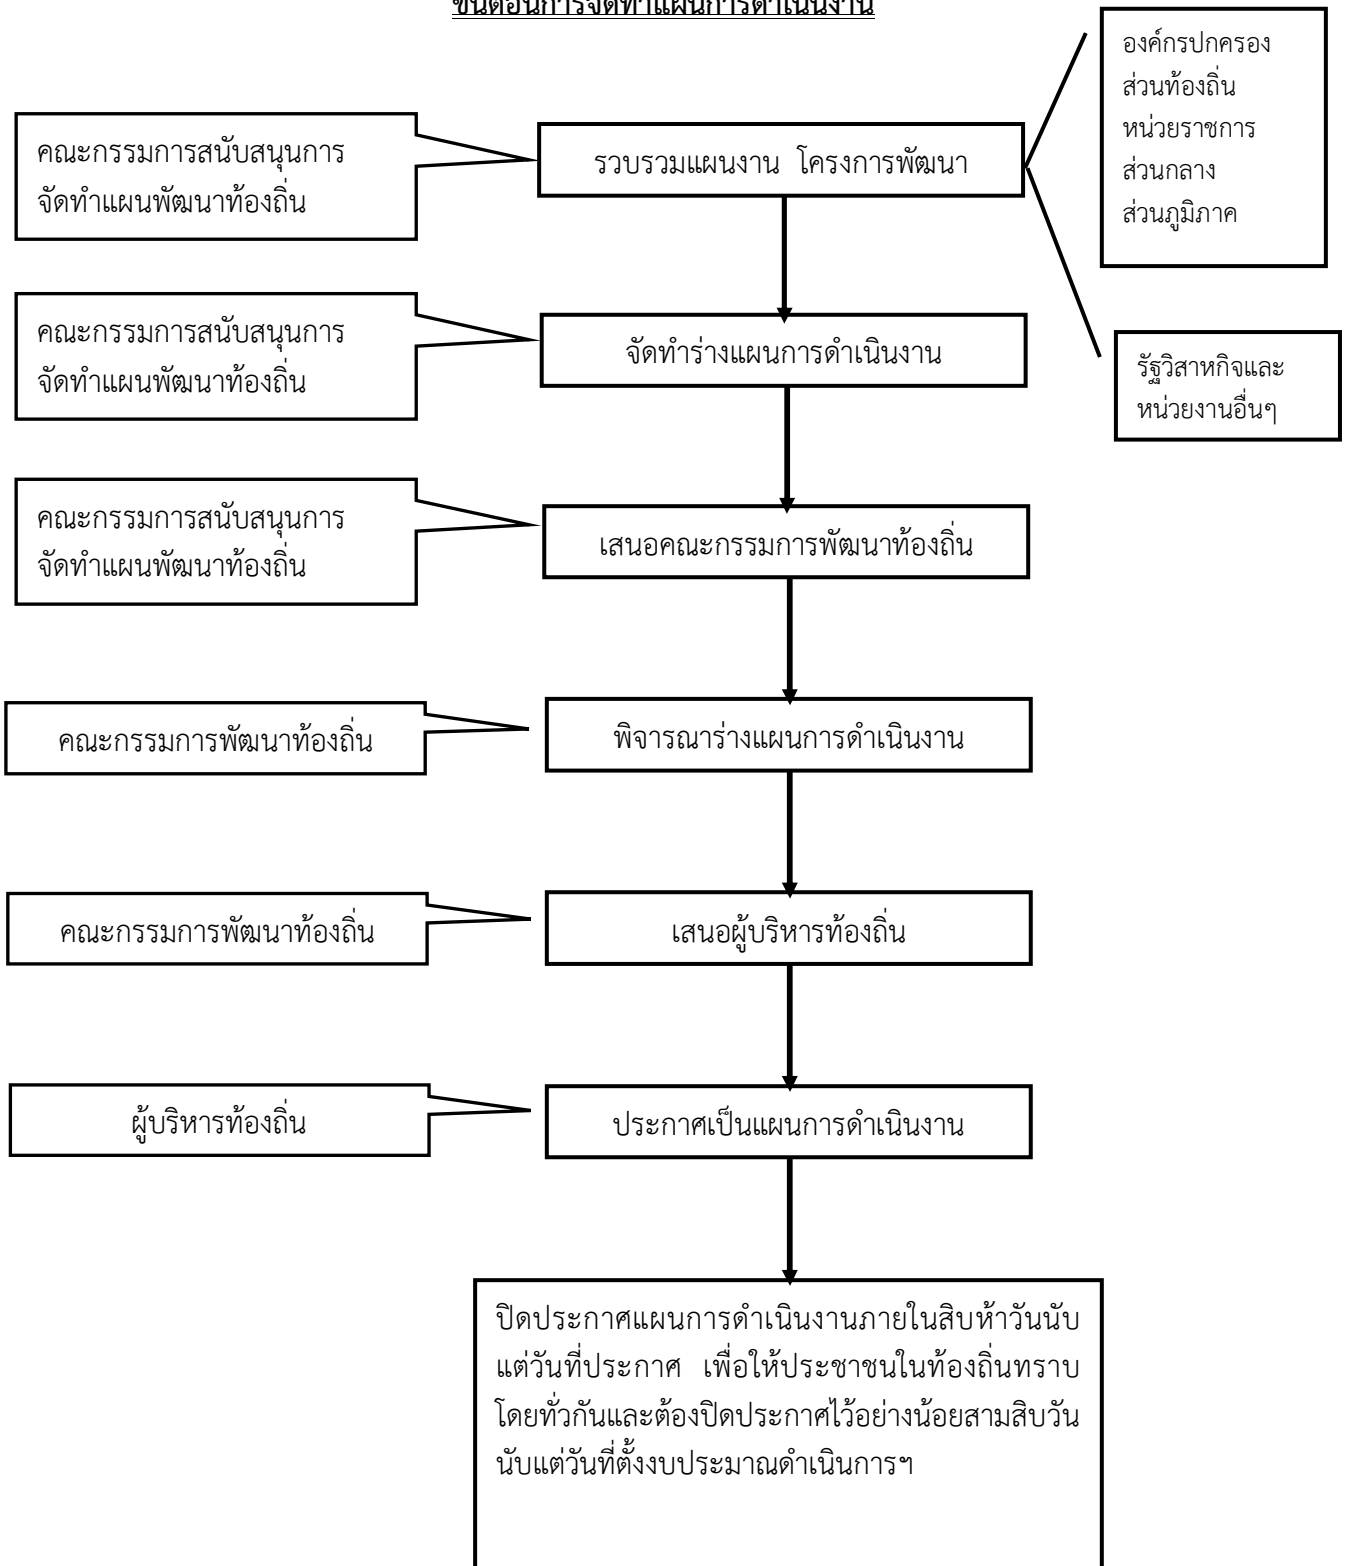 ขั้นตอนการจัดทำแผนการดำเนินงาน
องค์กรปกครอง
ส่วนท้องถิ่น
หน่วยราชการ
ส่วนกลาง
ส่วนภูมิภาค
คณะกรรมการสนับสนุนการ
จัดทำแผนพัฒนาท้องถิ่น
รวบรวมแผนงาน โครงการพัฒนา
คณะกรรมการสนับสนุนการ
จัดทำแผนพัฒนาท้องถิ่น
จัดทำร่างแผนการดำเนินงาน
รัฐวิสาหกิจและ
หน่วยงานอื่นๆ
คณะกรรมการสนับสนุนการ
จัดทำแผนพัฒนาท้องถิ่น
เสนอคณะกรรมการพัฒนาท้องถิ่น
คณะกรรมการพัฒนาท้องถิ่น
พิจารณาร่างแผนการดำเนินงาน
คณะกรรมการพัฒนาท้องถิ่น
เสนอผู้บริหารท้องถิ่น
ผู้บริหารท้องถิ่น
ประกาศเป็นแผนการดำเนินงาน
ปิดประกาศแผนการดำเนินงานภายในสิบห้าวันนับ
แต่วันที่ประกาศ เพื่อให้ประชาชนในท้องถิ่นทราบ
โดยทั่วกันและต้องปิดประกาศไว้อย่างน้อยสามสิบวัน
นับแต่วันที่ตั้งงบประมาณดำเนินการฯ